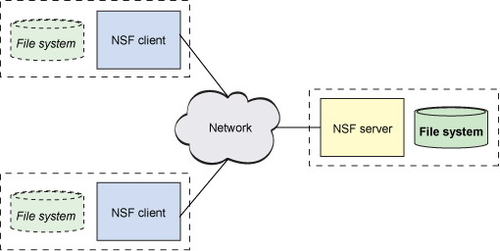 File system
NSF client
Network
NSF server
File system
File system
NSF client